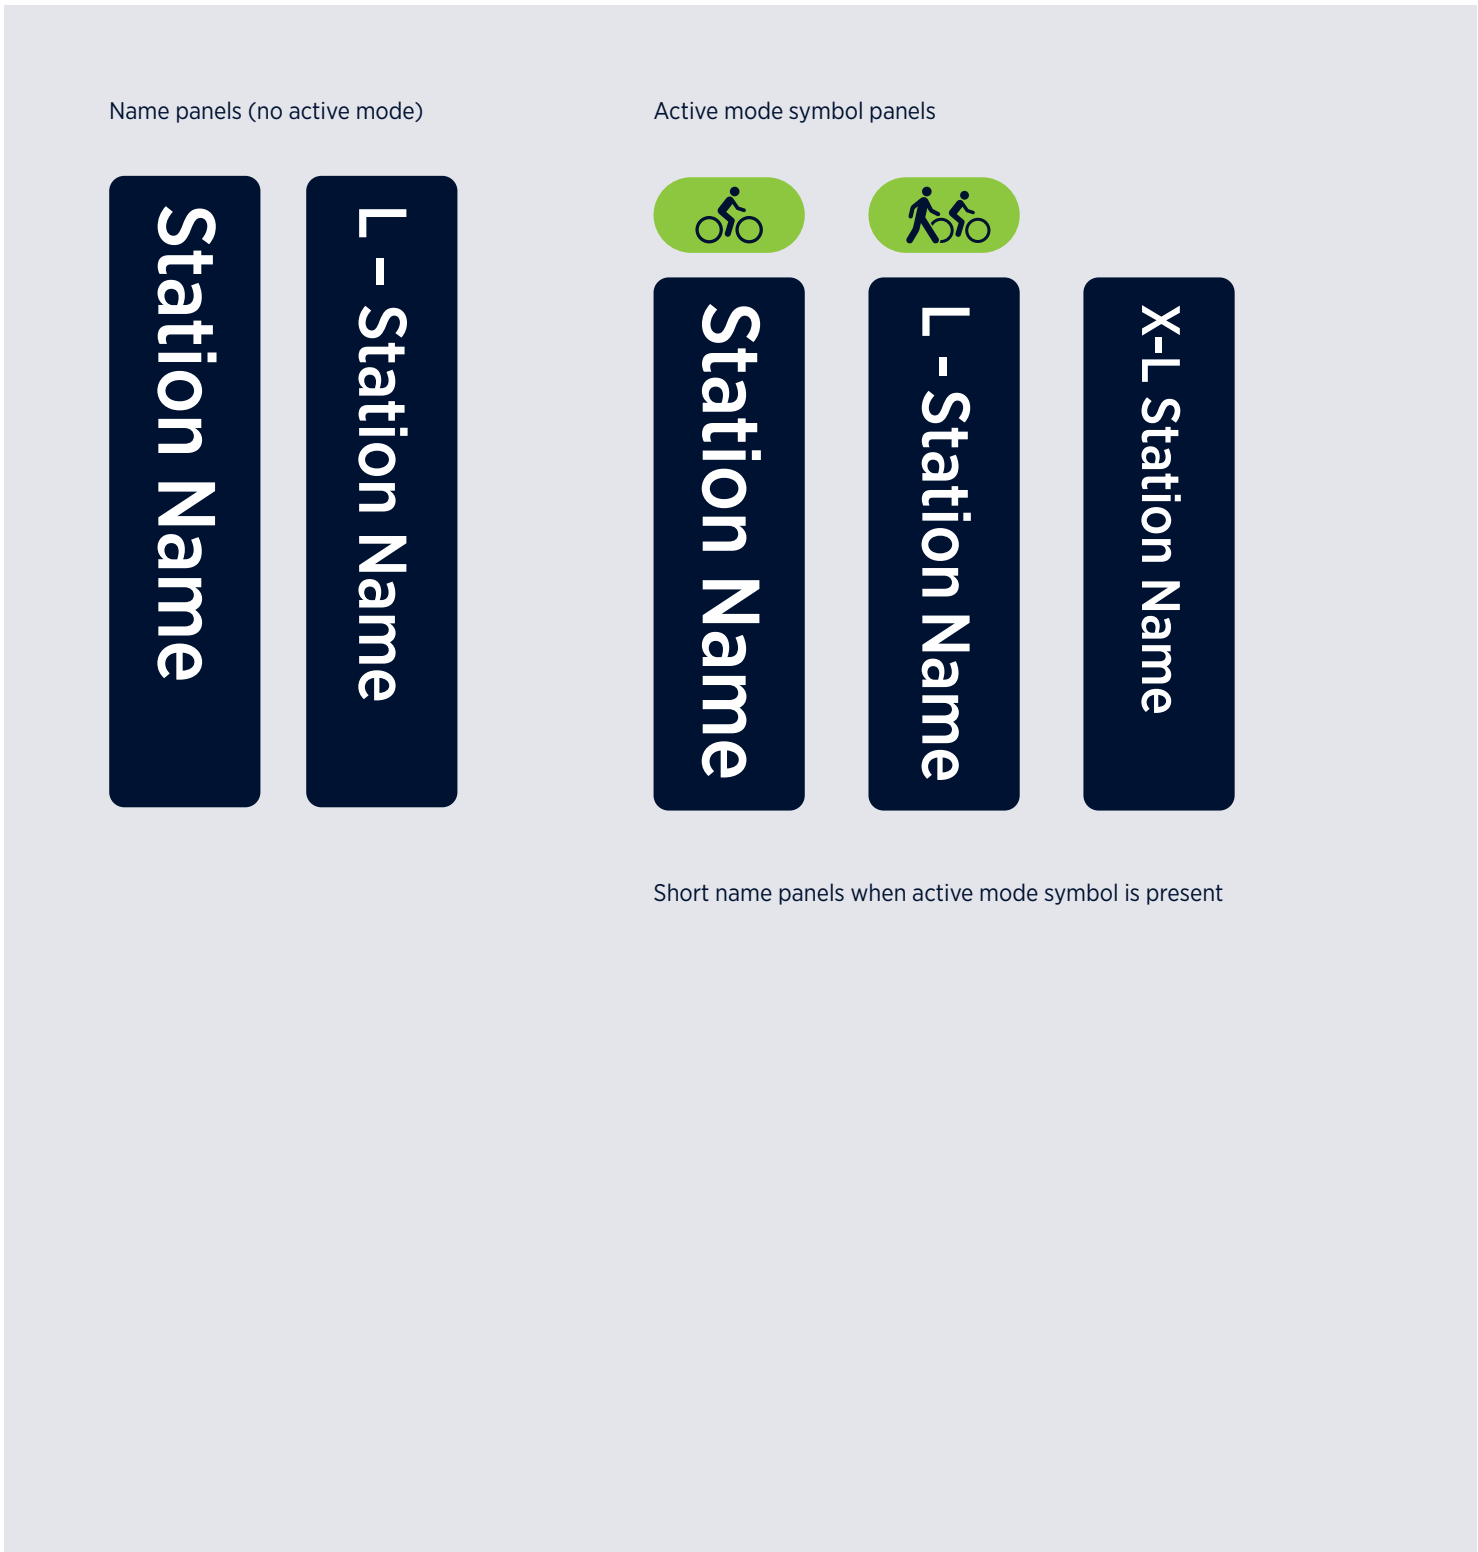 Name panels (no active mode)
Active mode symbol panels
Station Name
L - Station Name
Station Name
L - Station Name
X-L Station Name
Short name panels when active mode symbol is present